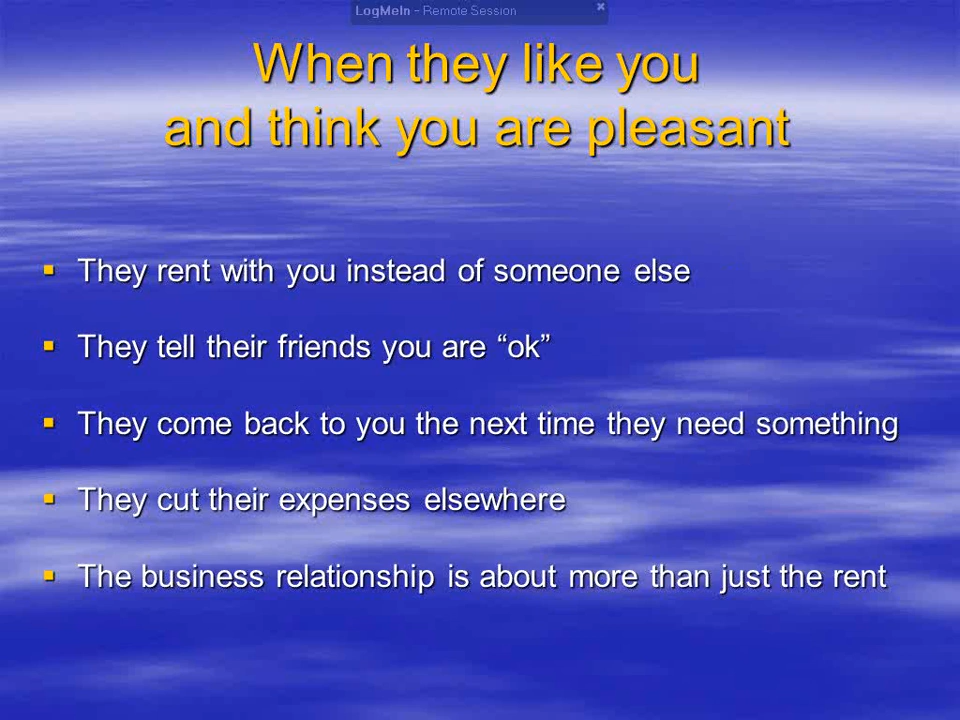 LogMeIn - Remote Session
When they like you
and think you are pleasant
They rent with you instead of someone else
They tell their friends you are “ok”
They come back to you the next time they need something
They cut their expenses elsewhere
The business relationship is about more than just the rent